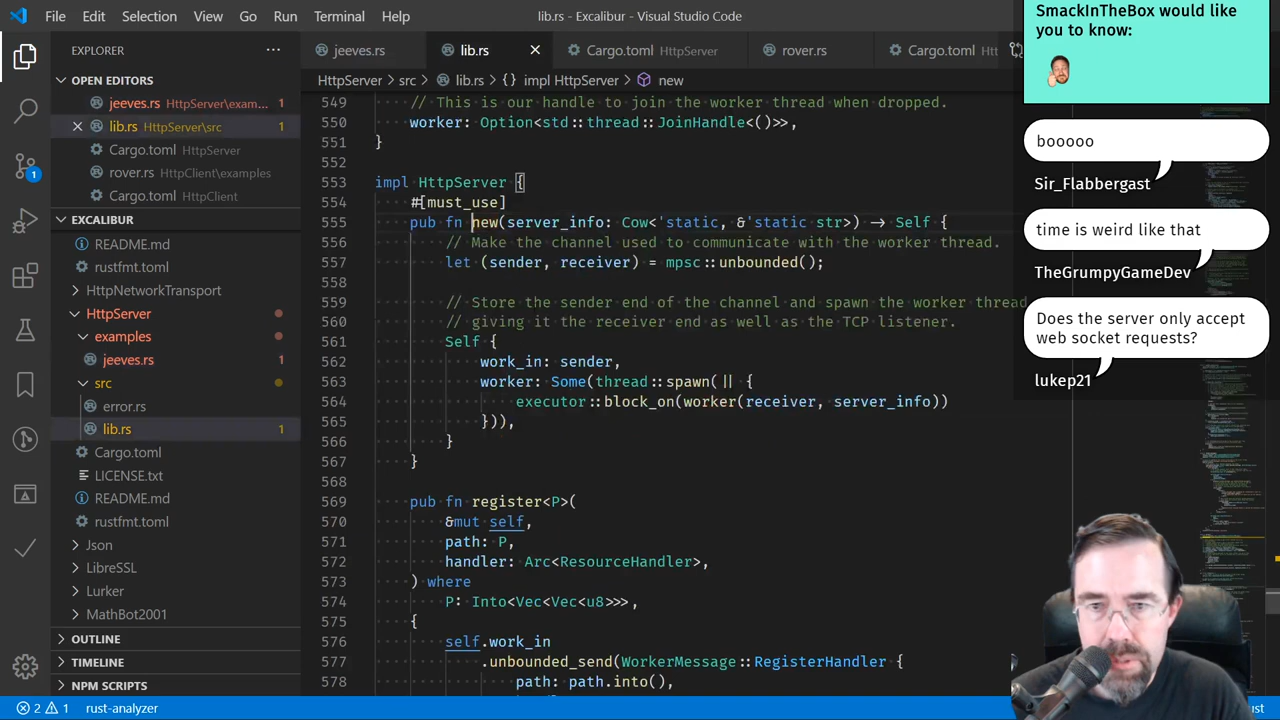 File Edit Selection View Go Run Terminal Help
lib.rs - Excalibur - Visual Studio Code
EXPLORER
OPEN EDITORS
jeeves.rs HttpServer\exam... 1
lib.rs HttpServer\src 1
Cargo.toml HttpServer
rover.rs HttpClient\examples
Cargo.toml HttpClient
EXCALIBUR
README.md
rustfmt.toml
HttpNetworkTransport
HttpServer
examples
jeeves.rs 1
src
error.rs
lib.rs 1
Cargo.toml
LICENSE.txt
README.md
rustfmt.toml
Json
LibreSSL
Lurker
MathBot2001
OUTLINE
TIMELINE
NPM SCRIPTS
1
jeeves.rs lib.rs Cargo.toml HttpServer rover.rs Cargo.toml
HttpServer > src > lib.rs > {} impl HttpServer > new
549 // This is our handle to join the worker thread when dropped.
550 worker: Option<std::thread::JoinHandle<()>>,
551 }
552
553 impl HttpServer {
554 #[must_use]
555 pub fn new(server_info: Cow<'static, &'static str>) -> Self {
556 // Make the channel used to communicate with the worker thread.
557 let (sender, receiver) = mpsc::unbounded();
558
559 // Store the sender end of the channel and spawn the worker thread
560 // giving it the receiver end as well as the TCP listener.
561 Self {
562 work_in: sender,
563 worker: Some(thread::spawn(|| {
564 executor::block_on(worker(receiver, server_info))
565 })),
566 }
567 }
568
569 pub fn register<P>(
570 &mut self,
571 path: P,
572 handler: Arc<ResourceHandler>,
573 ) where
574 P: Into<Vec<Vec<u8>>>,
575 {
576 self.work_in
577 .unbounded_send(WorkerMessage::RegisterHandler {
578 path: path.into(),
SmackInTheBox would like
you to know:
booooo
Sir_Flabbergast
time is weird like that
TheGrumpyGameDev
Does the server only accept
web socket requests?
lukep21
2 1 rust-analyzer